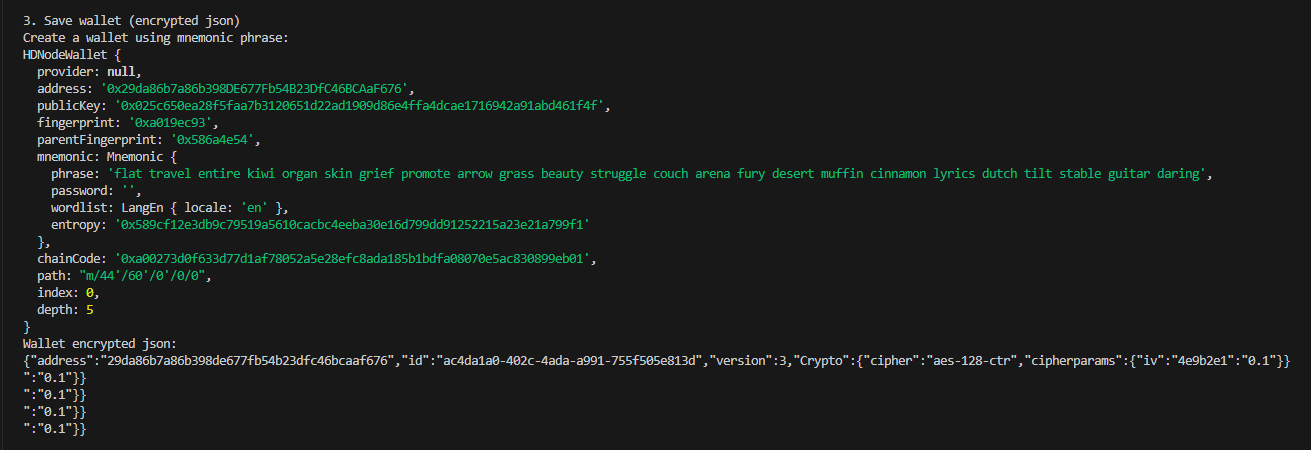 3. Save wallet (encrypted json)
Create a wallet using mnemonic phrase:
HDNodeWallet {
  provider: null,
  address: '0x29da86b7a86b398DE677Fb54B23DfC46BCAaF676',
  publicKey: '0x025c650ea28f5faa7b3120651d22ad1909d86e4ffa4dcae1716942a91abd461f4f',
  fingerprint: '0xa019ec93',
  parentFingerprint: '0x586a4e54',
  mnemonic: Mnemonic {
    phrase: 'flat travel entire kiwi organ skin grief promote arrow grass beauty struggle couch arena fury desert muffin cinnamon lyrics dutch tilt stable guitar daring',
    password: '',
    wordlist: LangEn { locale: 'en' },
    entropy: '0x589cf12e3db9c79519a5610cacbc4eeba30e16d799dd91252215a23e21a799f1'
  },
  chainCode: '0xa00273d0f633d77d1af78052a5e28efc8ada185b1bdfa08070e5ac830899eb01',
  path: "m/44'/60'/0'/0/0",
  index: 0,
  depth: 5
}
Wallet encrypted json:
{"address":"29da86b7a86b398de677fb54b23dfc46bcaaf676","id":"ac4da1a0-402c-4ada-a991-755f505e813d","version":3,"Crypto":{"cipher":"aes-128-ctr","cipherparams":{"iv":"4e9b2e1":"0.1"}}
":"0.1"}}
":"0.1"}}
":"0.1"}}
":"0.1"}}